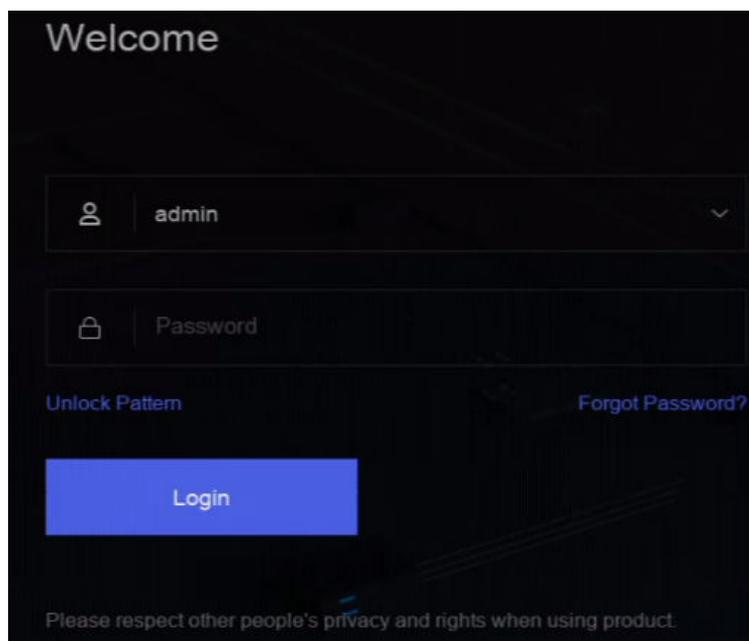 Welcome
admin
Password
Unlock Pattern Forgot Password?
Login
Please respect other people's privacy and rights when using product.